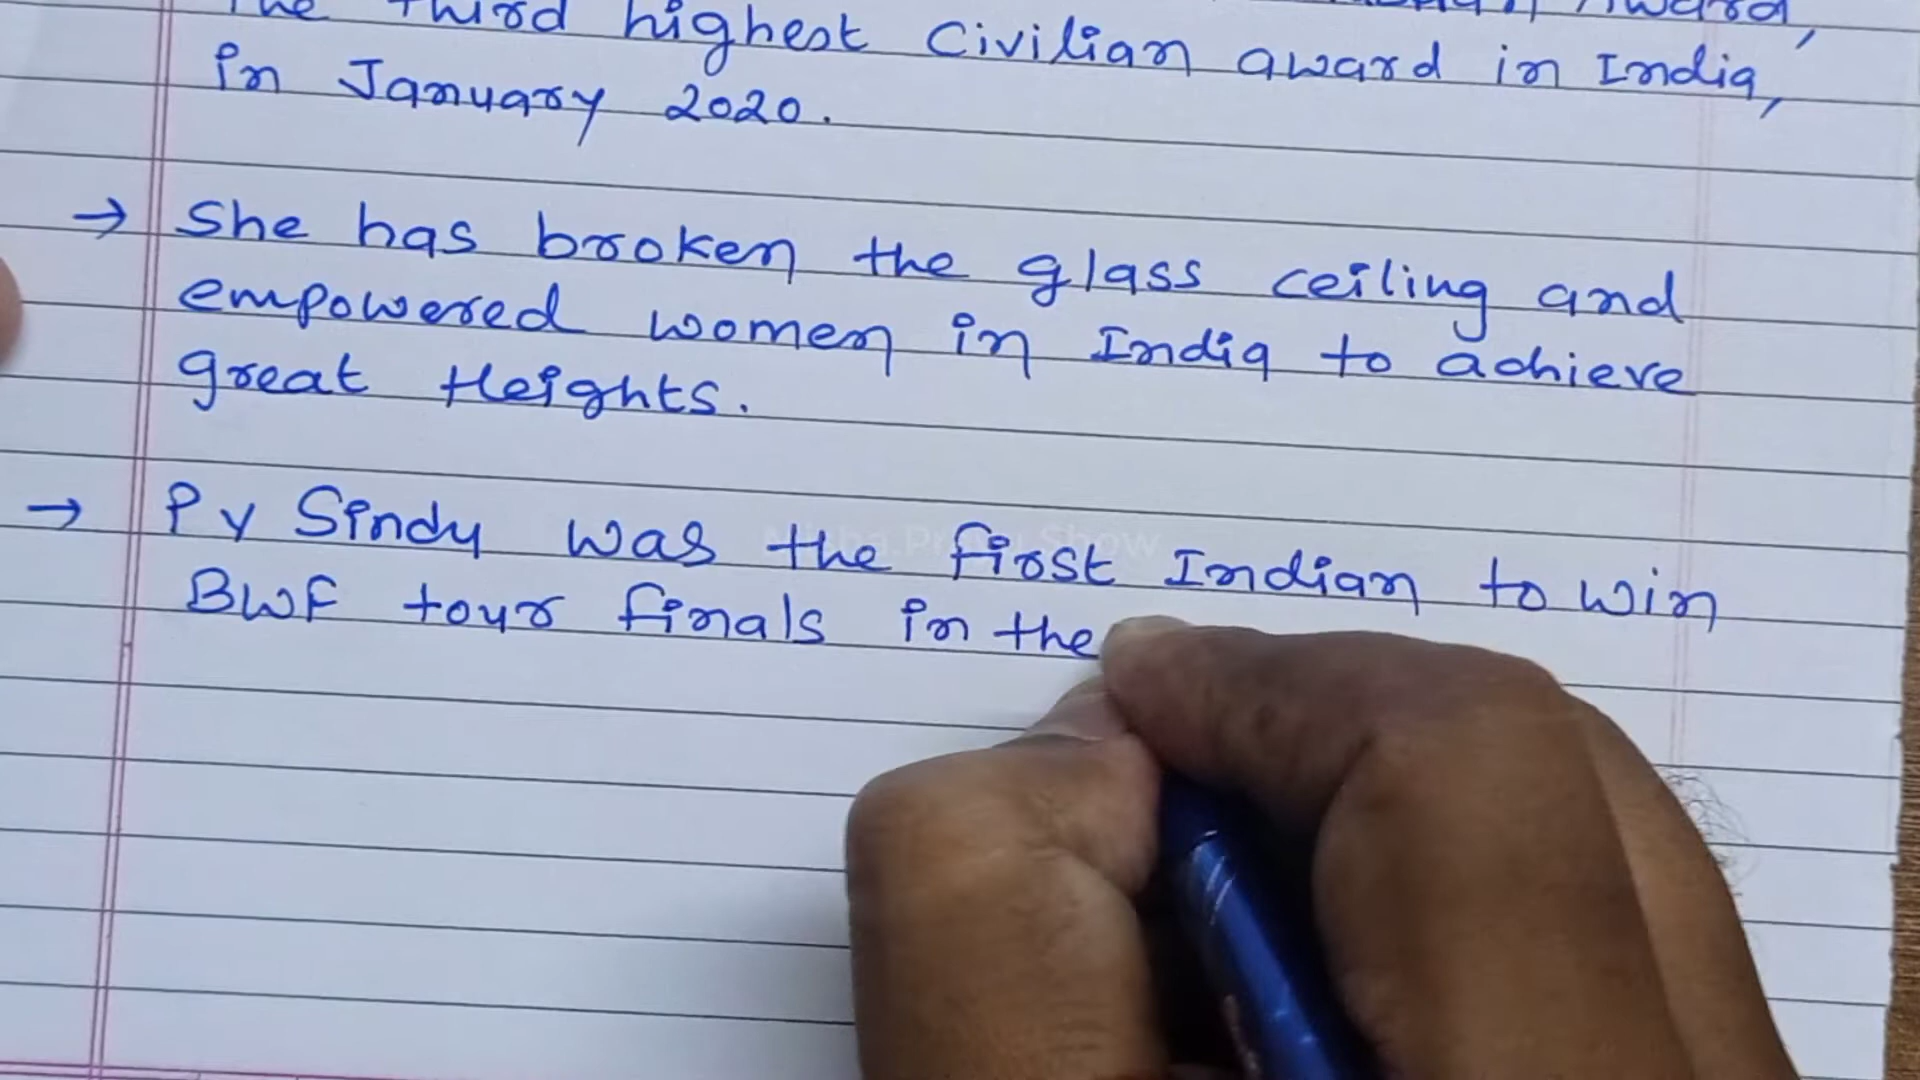 The third highest Civilian award in India,
in January 2020.
→ She has broken the glass ceiling and
empowered women in India to achieve
great Heights.
→ PV Sindy was the first Indian to win
BWF tour finals in the